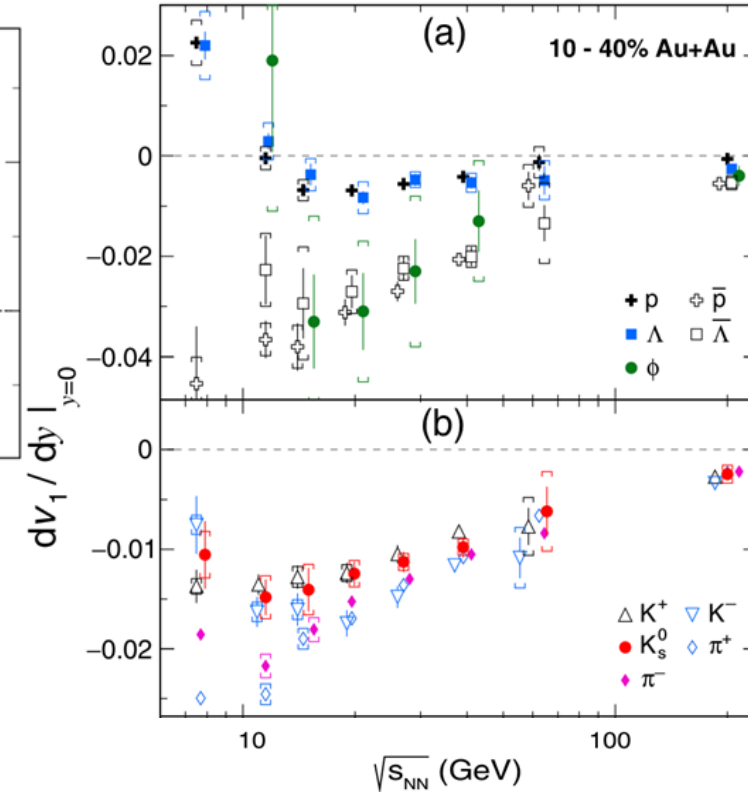 (a)
10 - 40% Au+Au
0.02
0
−0.02
−0.04
p p̅
Λ Λ̅
ϕ
dv₁ / dy |y=0
(b)
0
−0.01
−0.02
K⁺ K⁻
K⁰ₛ π⁺
π⁻
10 100
√sNN (GeV)